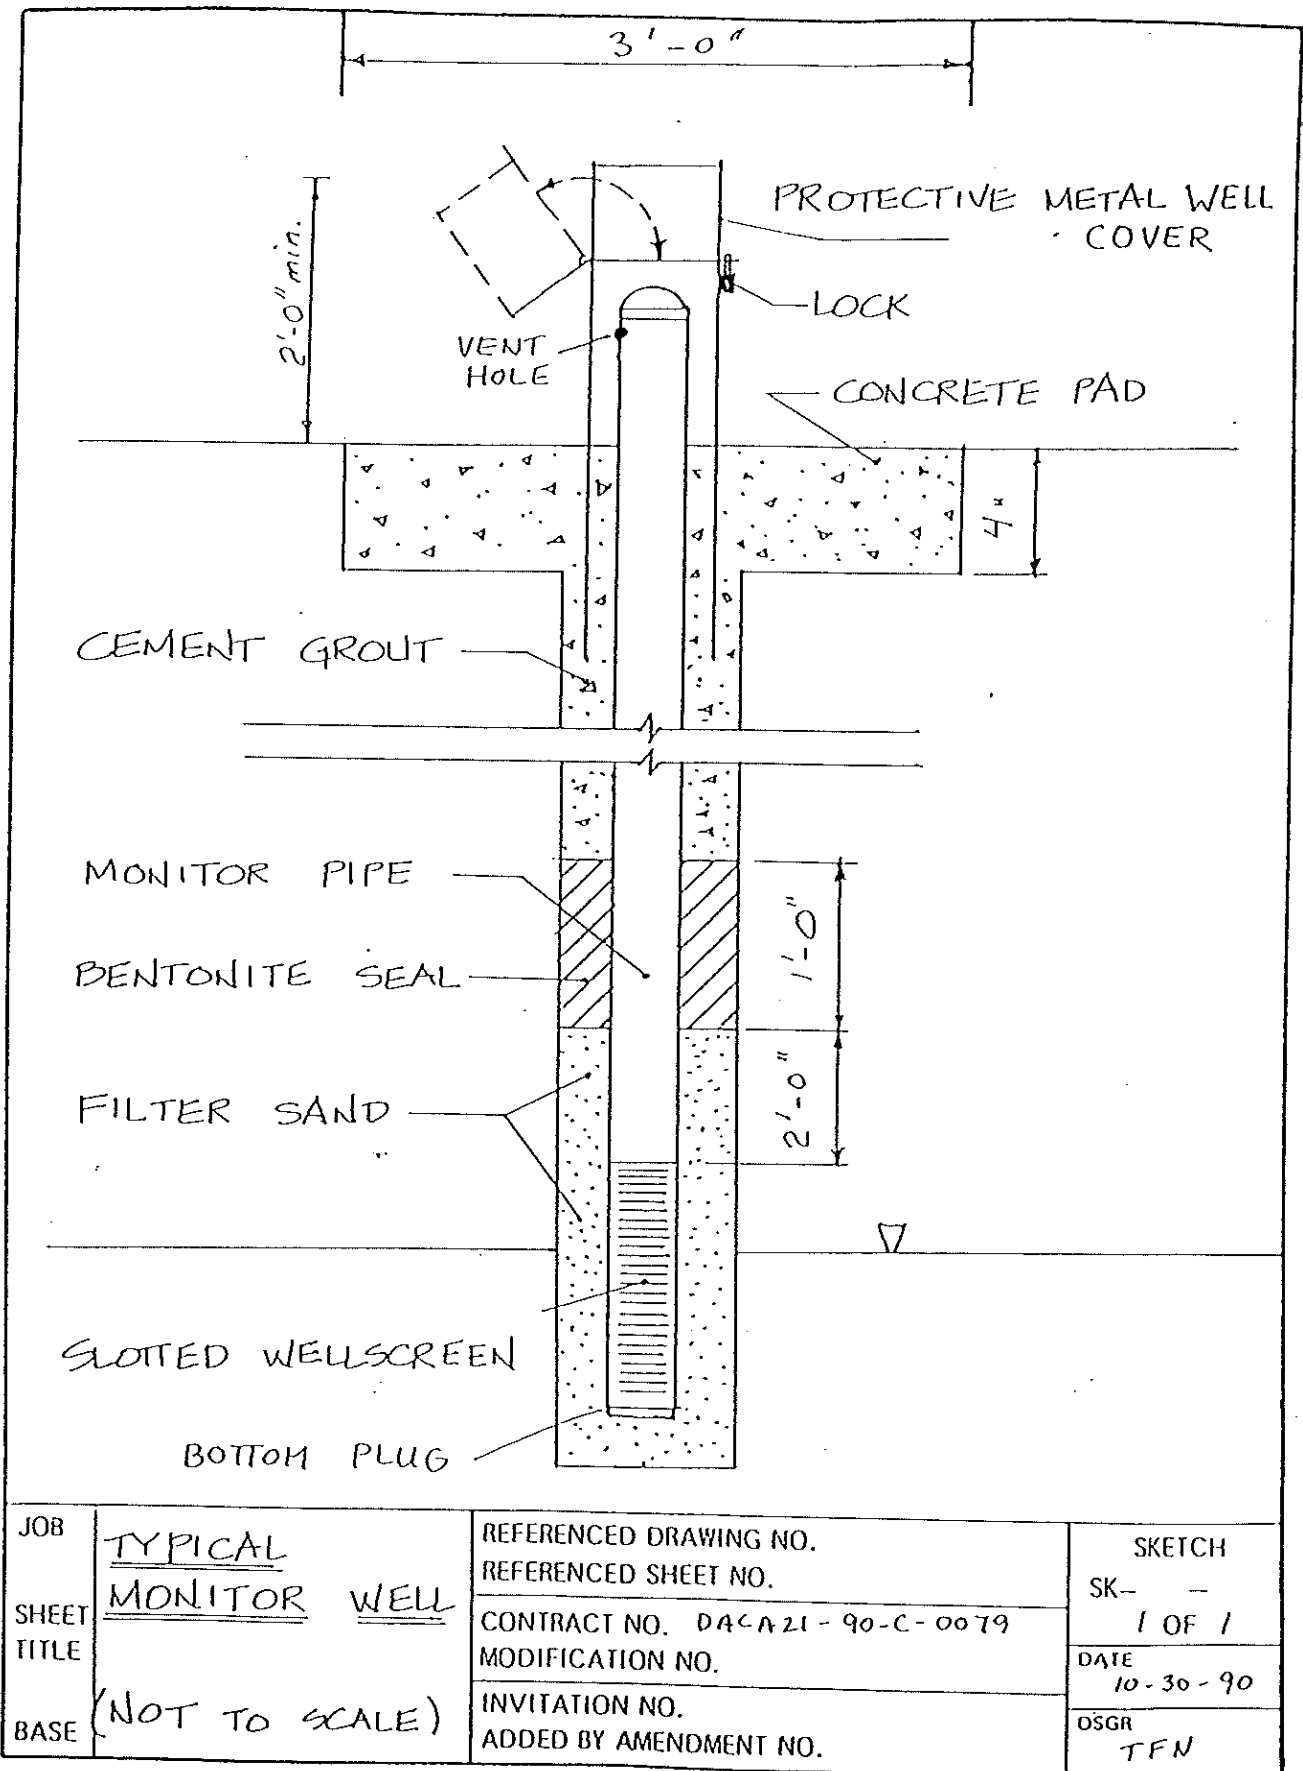 3'-0"
PROTECTIVE METAL WELL
COVER
2'-0" min.
LOCK
VENT
HOLE
CONCRETE PAD
4"
CEMENT GROUT
MONITOR PIPE
1'-0"
BENTONITE SEAL
2'-0"
FILTER SAND
SLOTTED WELLSCREEN
BOTTOM PLUG
JOB
TYPICAL
MONITOR WELL
SHEET
TITLE
(NOT TO SCALE)
BASE
REFERENCED DRAWING NO.
REFERENCED SHEET NO.
CONTRACT NO. DACA21-90-C-0079
MODIFICATION NO.
INVITATION NO.
ADDED BY AMENDMENT NO.
SKETCH
SK- -
1 OF 1
DATE
10-30-90
DSGR
TFN